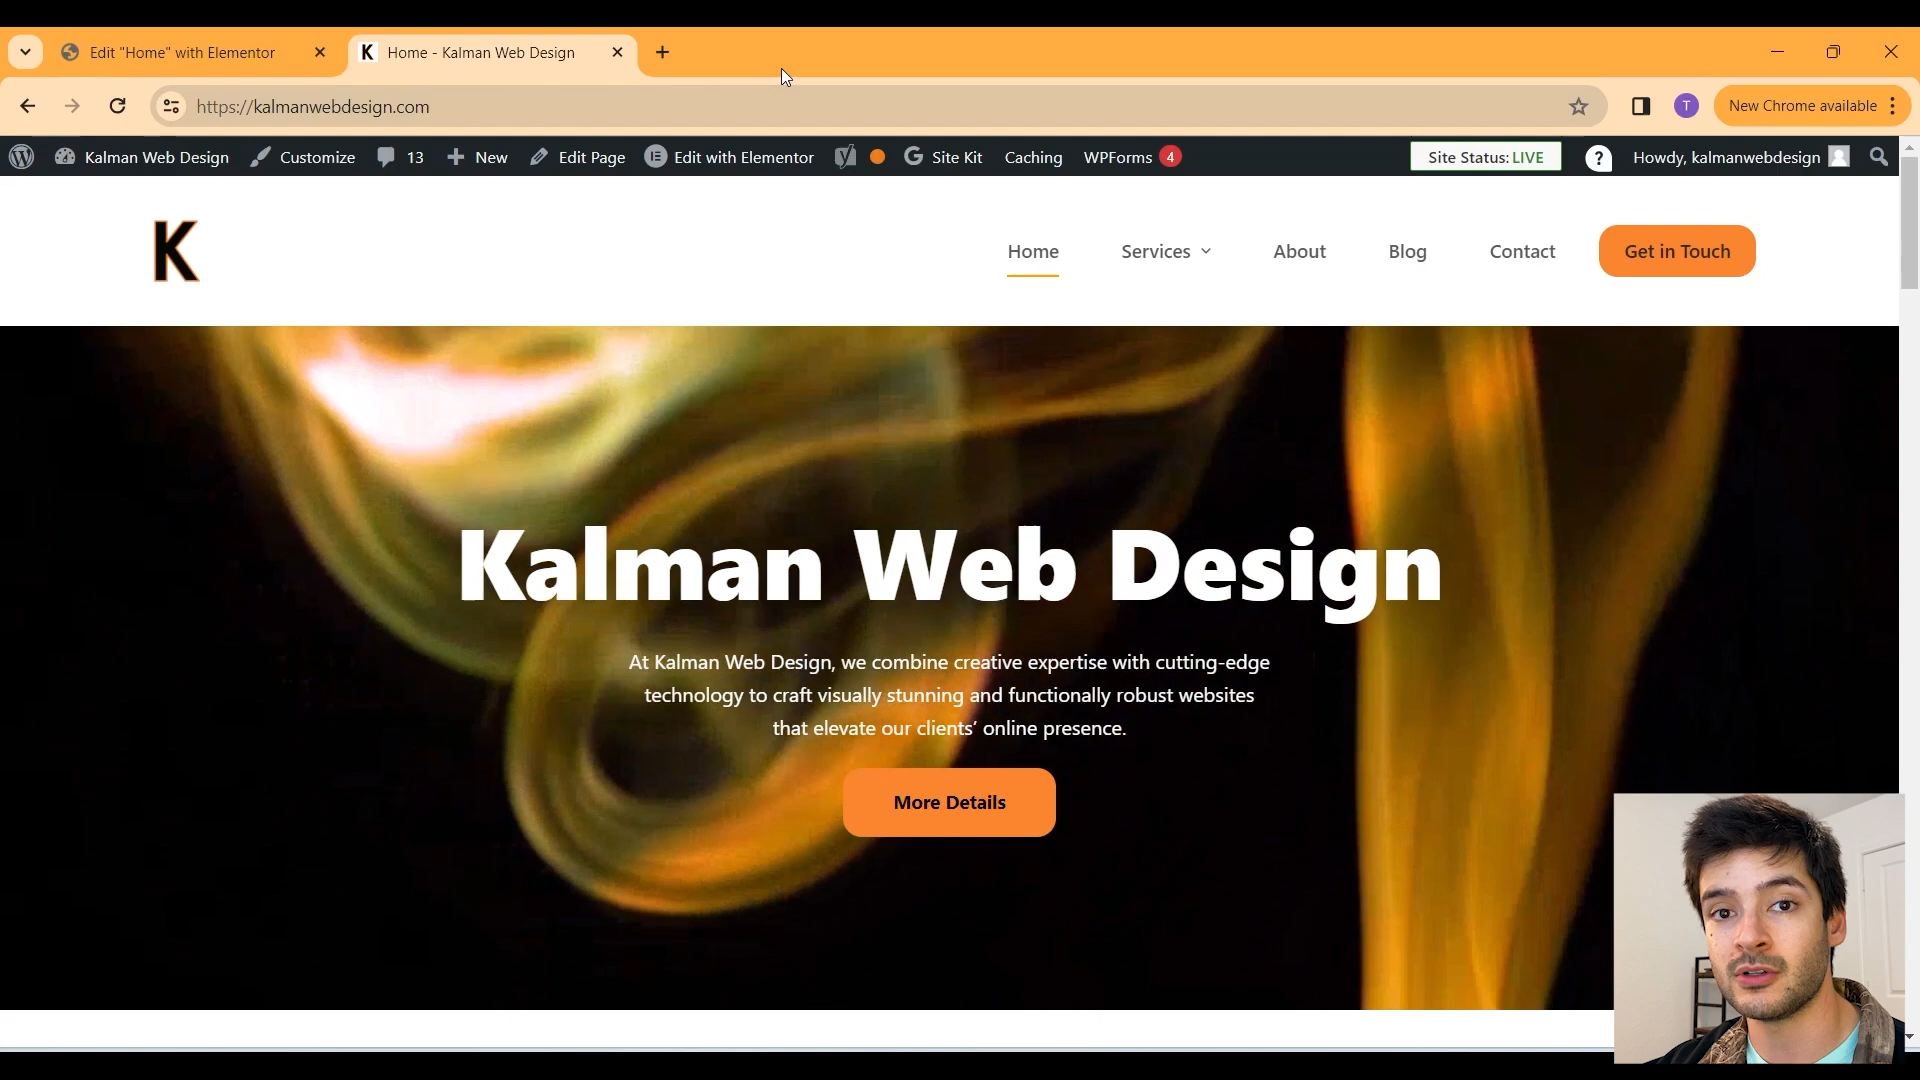 Edit "Home" with Elementor
K Home - Kalman Web Design
https://kalmanwebdesign.com
T
New Chrome available
Kalman Web Design
Customize
13
New
Edit Page
Edit with Elementor
Site Kit
Caching
WPForms 4
Site Status: LIVE
?
Howdy, kalmanwebdesign
K
Home
Services
About
Blog
Contact
Get in Touch
Kalman Web Design
At Kalman Web Design, we combine creative expertise with cutting-edge
technology to craft visually stunning and functionally robust websites
that elevate our clients’ online presence.
More Details